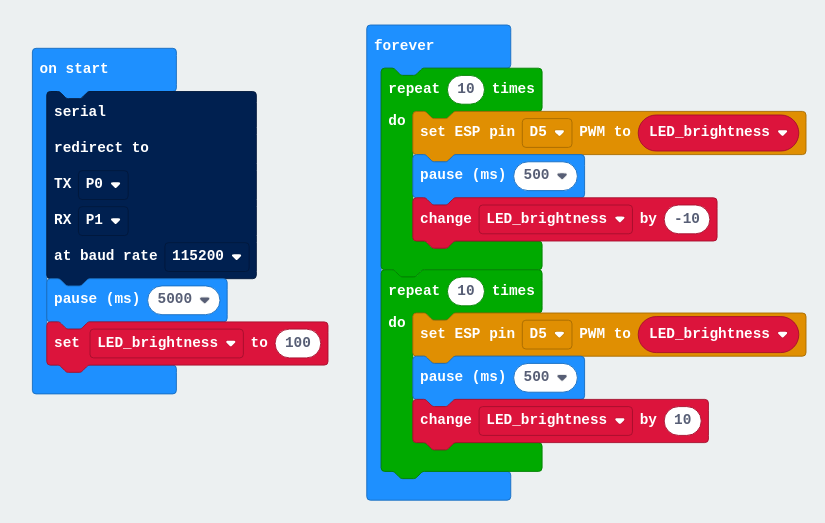 on start
serial
redirect to
TX P0
RX P1
at baud rate 115200
pause (ms) 5000
set LED_brightness to 100
forever
repeat 10 times
do
set ESP pin D5 PWM to LED_brightness
pause (ms) 500
change LED_brightness by -10
repeat 10 times
do
set ESP pin D5 PWM to LED_brightness
pause (ms) 500
change LED_brightness by 10